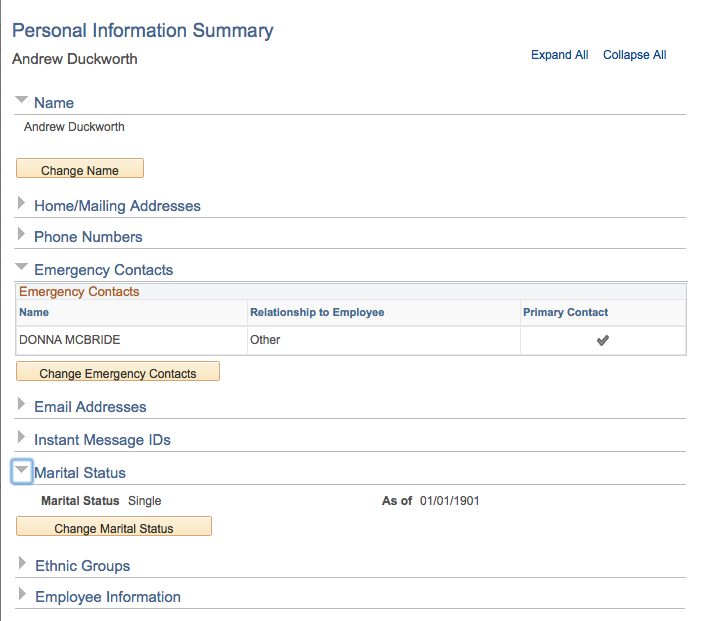 Personal Information Summary
Andrew Duckworth
Expand All Collapse All
Name
Andrew Duckworth
Change Name
Home/Mailing Addresses
Phone Numbers
Emergency Contacts
Emergency Contacts
Name Relationship to Employee Primary Contact
DONNA MCBRIDE Other
Change Emergency Contacts
Email Addresses
Instant Message IDs
Marital Status
Marital Status Single As of 01/01/1901
Change Marital Status
Ethnic Groups
Employee Information